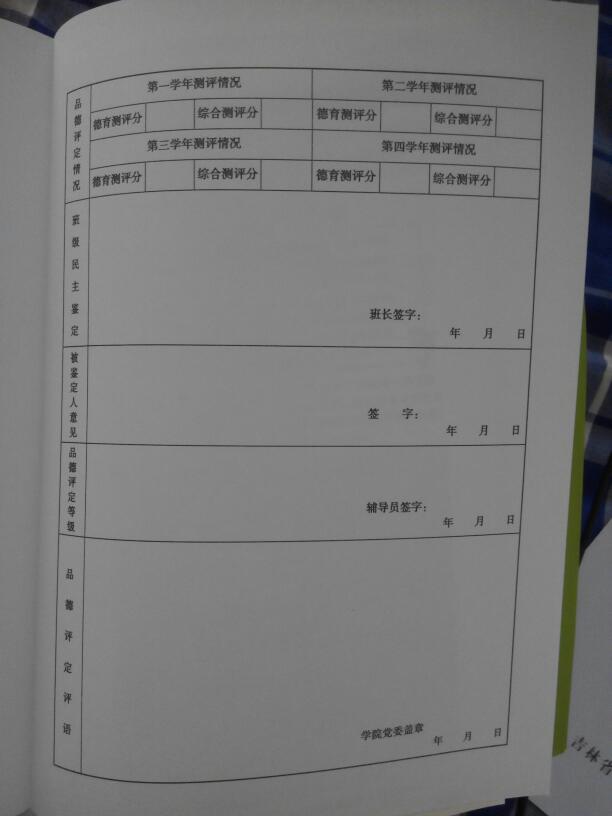 品德评定情况
第一学年测评情况 第二学年测评情况
德育测评分 综合测评分 德育测评分 综合测评分
第三学年测评情况 第四学年测评情况
德育测评分 综合测评分 德育测评分 综合测评分
班级民主鉴定
班长签字：
年 月 日
被鉴定人意见
签 字：
年 月 日
品德评定等级
辅导员签字：
年 月 日
品德评定评语
学院党委盖章
年 月 日
吉林省